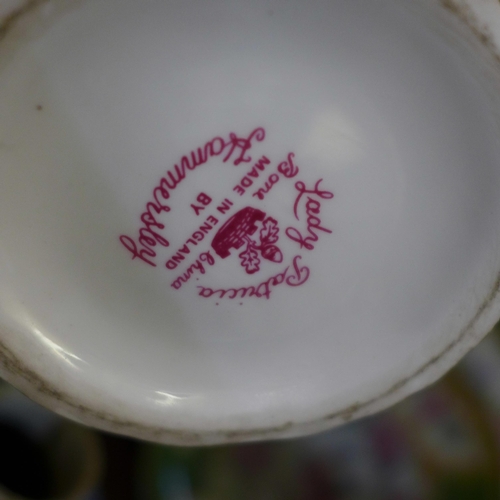 Lady Patricia
Bone China
MADE IN ENGLAND
BY
Hammersley